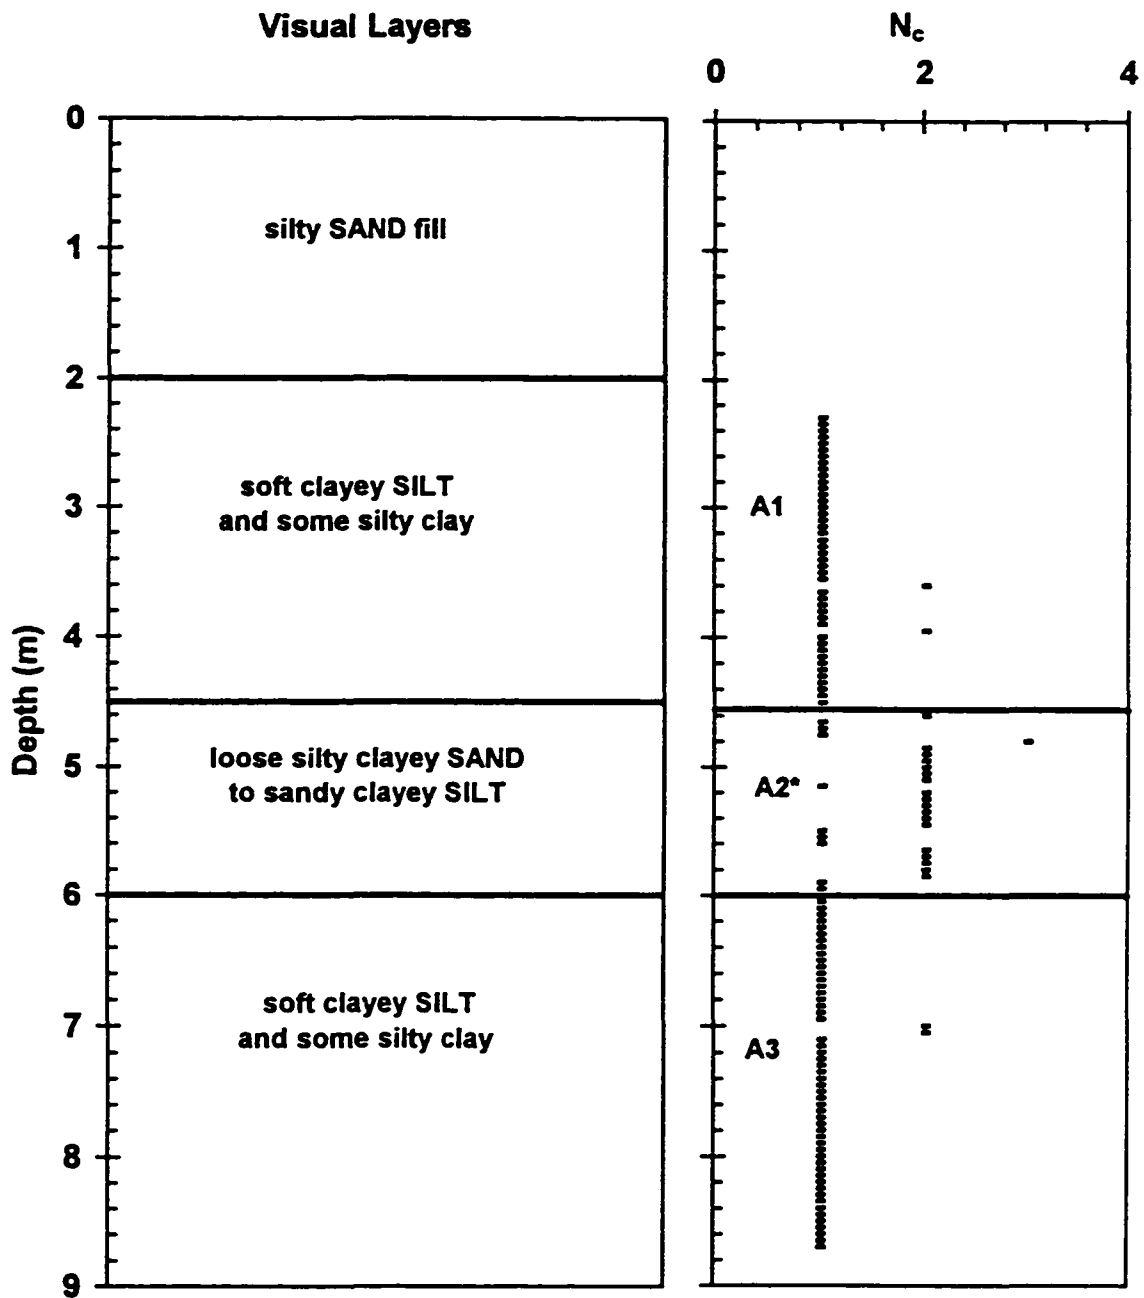 Visual Layers
N_c
0 2 4
0
1
2
3
4
5
6
7
8
9
Depth (m)
silty SAND fill
soft clayey SILT
and some silty clay
loose silty clayey SAND
to sandy clayey SILT
soft clayey SILT
and some silty clay
A1
A2*
A3